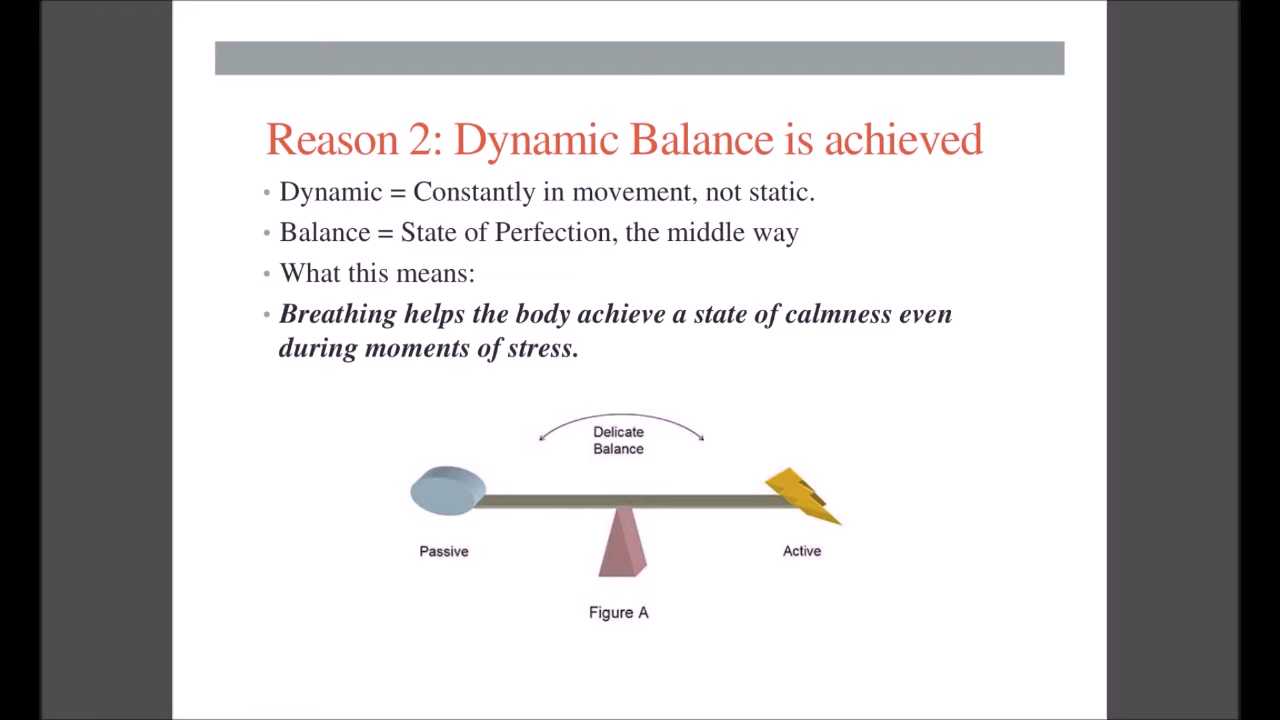 Reason 2: Dynamic Balance is achieved
• Dynamic = Constantly in movement, not static.
• Balance = State of Perfection, the middle way
• What this means:
• Breathing helps the body achieve a state of calmness even
during moments of stress.
Delicate
Balance
Passive
Active
Figure A